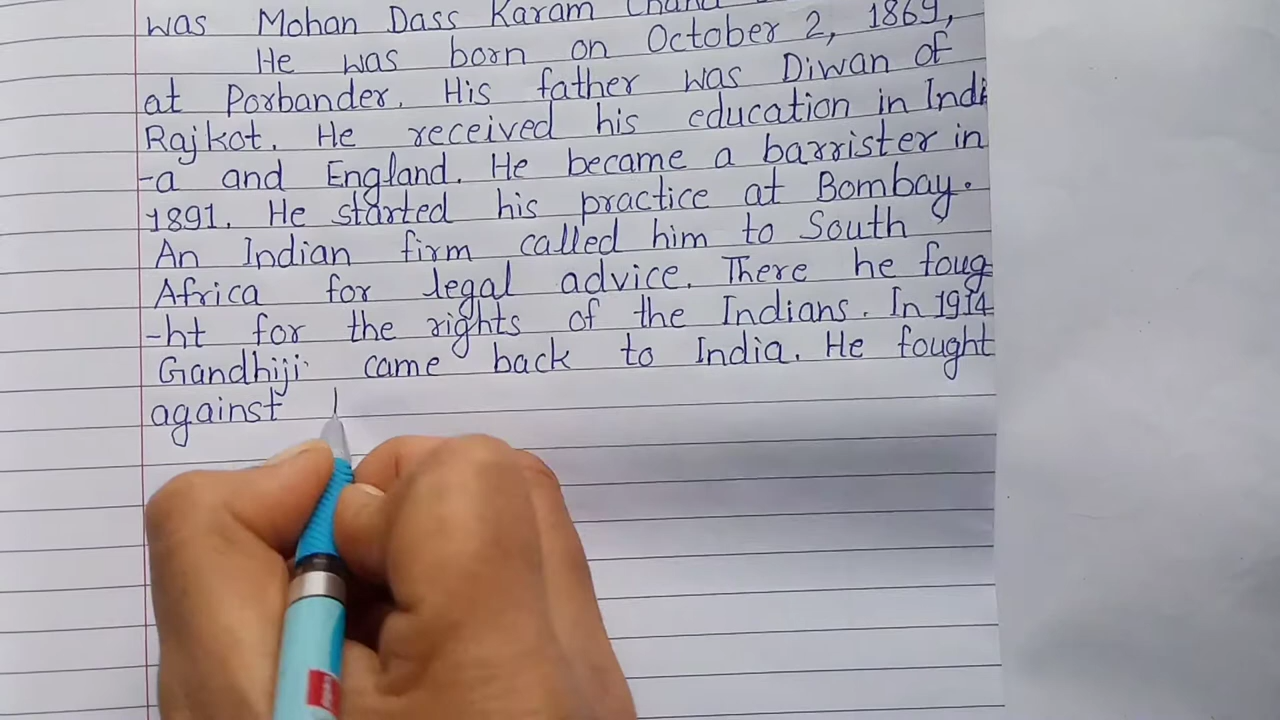 was Mohan Dass Karam Chand
He was born on October 2, 1869,
at Porbander. His father was Diwan of
Rajkot. He received his education in Indi
-a and England. He became a barrister in
1891. He started his practice at Bombay.
An Indian firm called him to South
Africa for legal advice. There he foug
-ht for the rights of the Indians. In 1914
Gandhiji came back to India. He fought
against